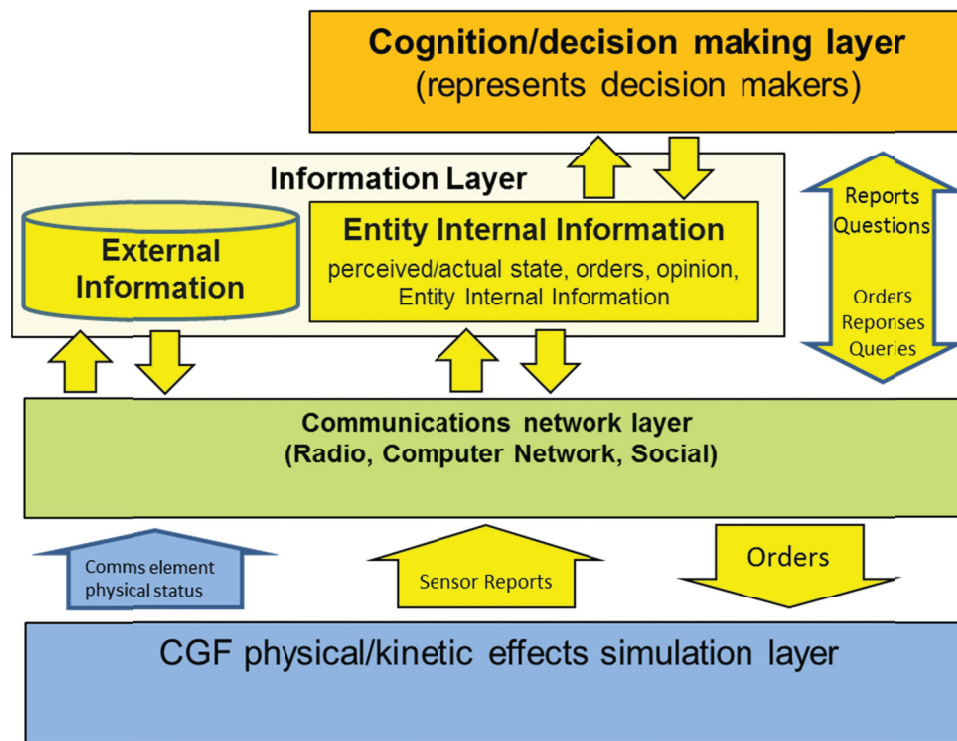 Cognition/decision making layer
(represents decision makers)
Information Layer
External
Information
Entity Internal Information
perceived/actual state, orders, opinion,
Entity Internal Information
Reports
Questions
Orders
Reponses
Queries
Communications network layer
(Radio, Computer Network, Social)
Comms element
physical status
Sensor Reports
Orders
CGF physical/kinetic effects simulation layer